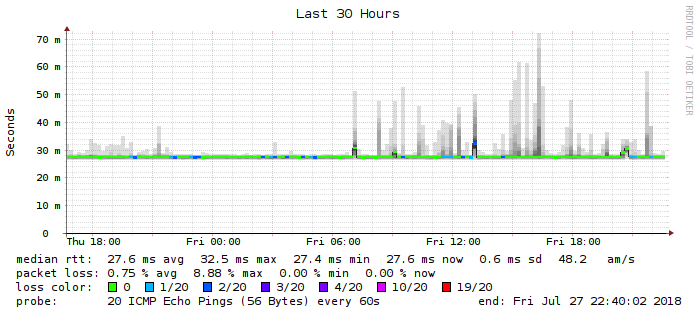 Last 30 Hours
RRDTOOL / TOBI OETIKER
Seconds
70 m
60 m
50 m
40 m
30 m
20 m
10 m
0
Thu 18:00 Fri 00:00 Fri 06:00 Fri 12:00 Fri 18:00
median rtt: 27.6 ms avg 32.5 ms max 27.4 ms min 27.6 ms now 0.6 ms sd 48.2 am/s
packet loss: 0.75 % avg 8.88 % max 0.00 % min 0.00 % now
loss color: 0 1/20 2/20 3/20 4/20 10/20 19/20
probe: 20 ICMP Echo Pings (56 Bytes) every 60s end: Fri Jul 27 22:40:02 2018